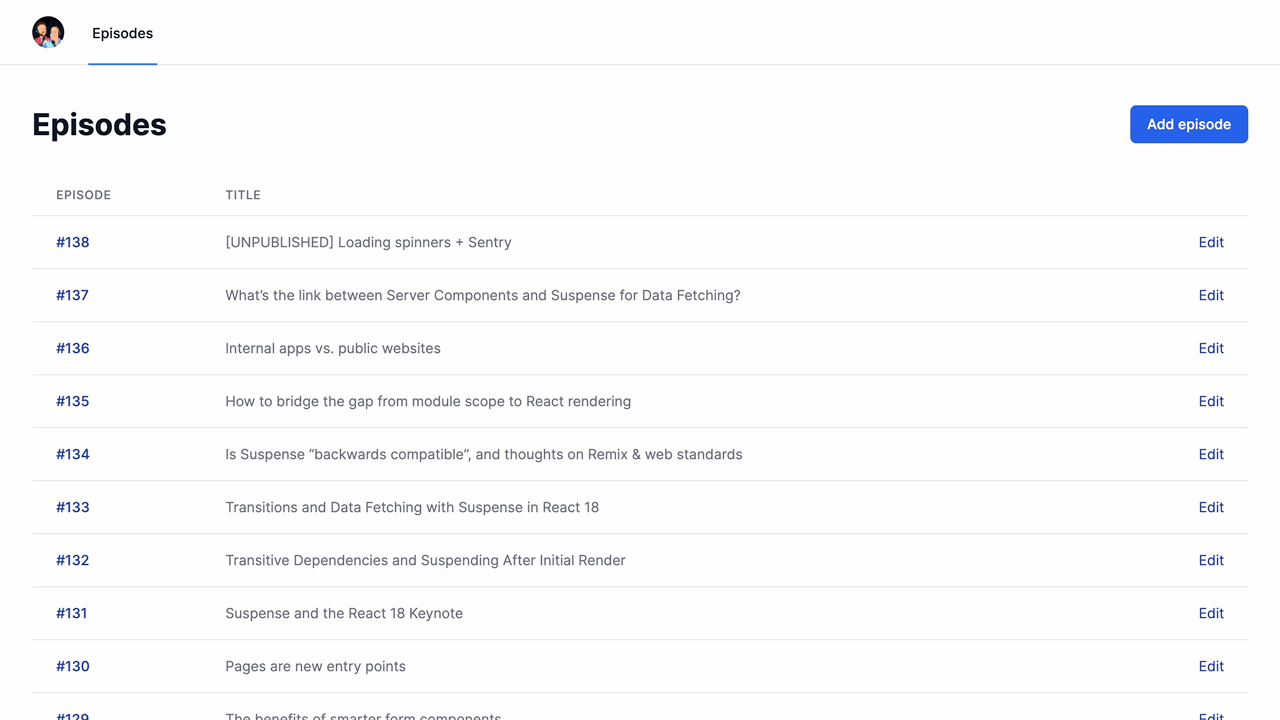 Episodes
Episodes
Add episode
EPISODE TITLE
#138 [UNPUBLISHED] Loading spinners + Sentry Edit
#137 What’s the link between Server Components and Suspense for Data Fetching? Edit
#136 Internal apps vs. public websites Edit
#135 How to bridge the gap from module scope to React rendering Edit
#134 Is Suspense “backwards compatible”, and thoughts on Remix & web standards Edit
#133 Transitions and Data Fetching with Suspense in React 18 Edit
#132 Transitive Dependencies and Suspending After Initial Render Edit
#131 Suspense and the React 18 Keynote Edit
#130 Pages are new entry points Edit
#129 The benefits of smarter form components Edit